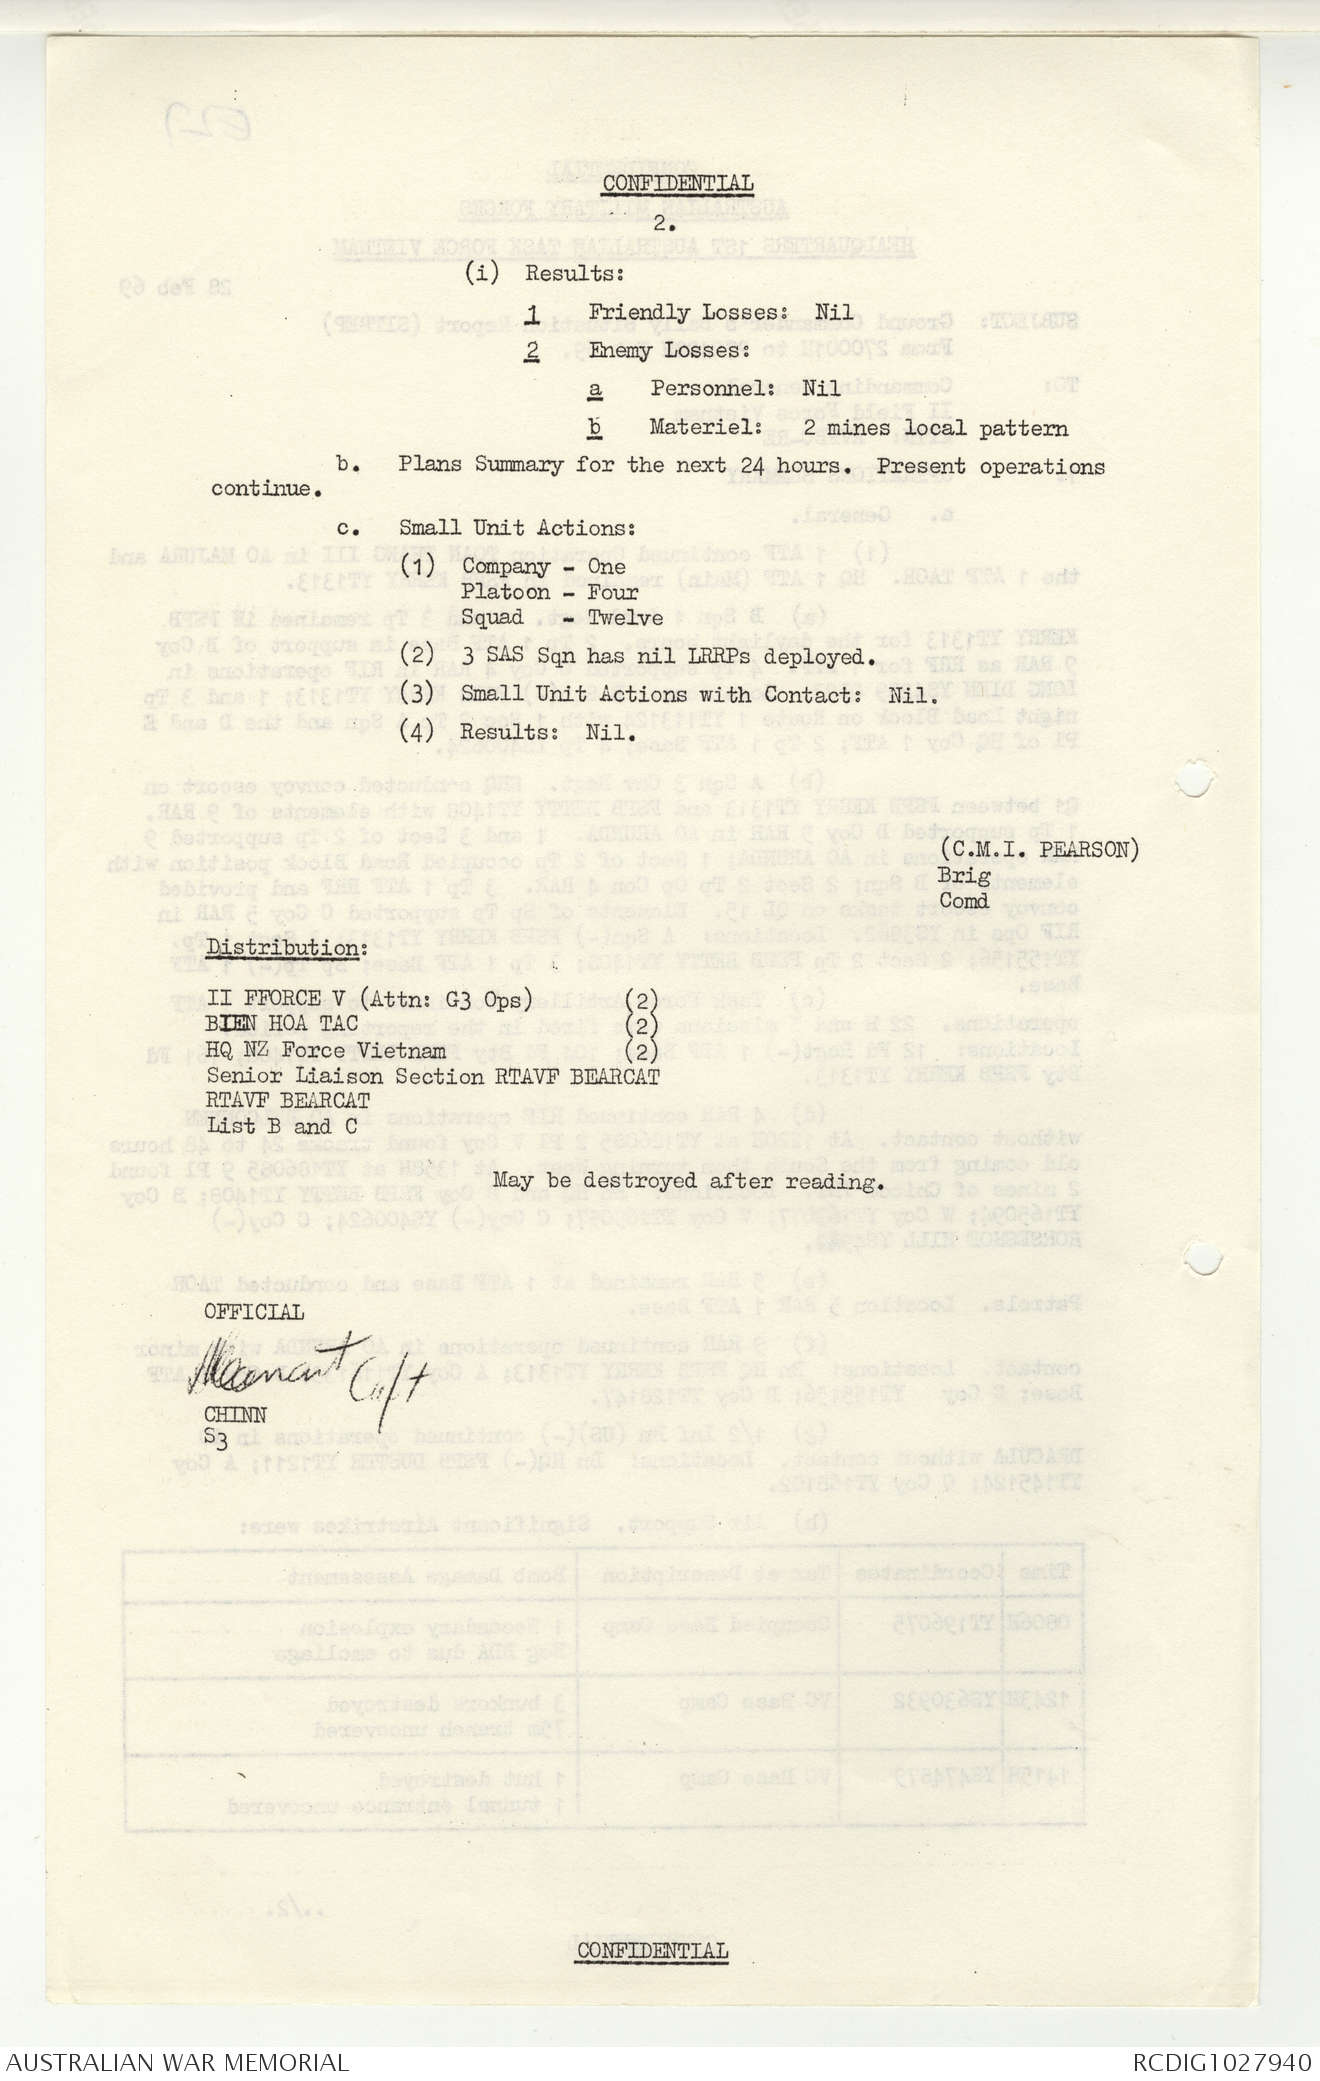 CONFIDENTIAL
2.
(i) Results:
1 Friendly Losses: Nil
2 Enemy Losses:
a Personnel: Nil
b Materiel: 2 mines local pattern
b. Plans Summary for the next 24 hours. Present operations
continue.
c. Small Unit Actions:
(1) Company - One
Platoon - Four
Squad - Twelve
(2) 3 SAS Sqn has nil LRRPs deployed.
(3) Small Unit Actions with Contact: Nil.
(4) Results: Nil.
(C.M.I. PEARSON)
Brig
Comd
Distribution:
II FFORCE V (Attn: G3 Ops) (2)
BIEN HOA TAC (2)
HQ NZ Force Vietnam (2)
Senior Liaison Section RTAVF BEARCAT
RTAVF BEARCAT
List B and C
May be destroyed after reading.
OFFICIAL
CHINN
S3
CONFIDENTIAL
AUSTRALIAN WAR MEMORIAL
RCDIG1027940